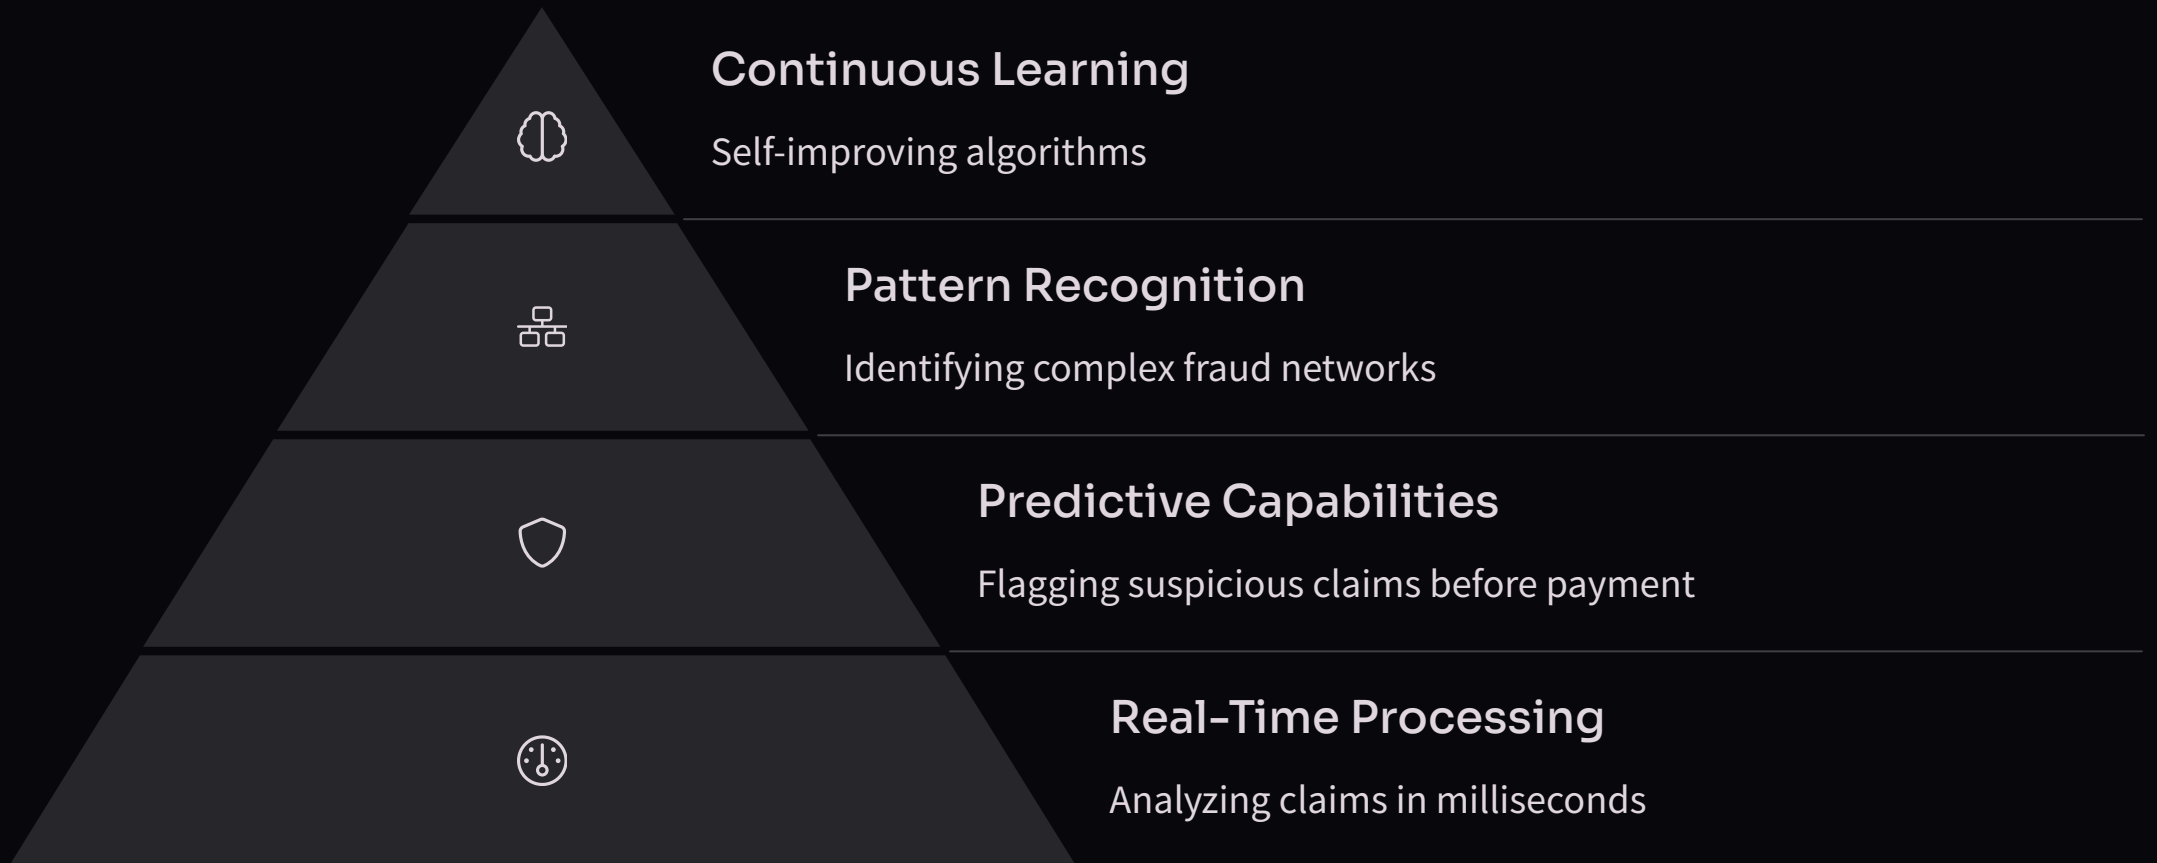 Continuous Learning
Self-improving algorithms
Pattern Recognition
Identifying complex fraud networks
Predictive Capabilities
Flagging suspicious claims before payment
Real-Time Processing
Analyzing claims in milliseconds